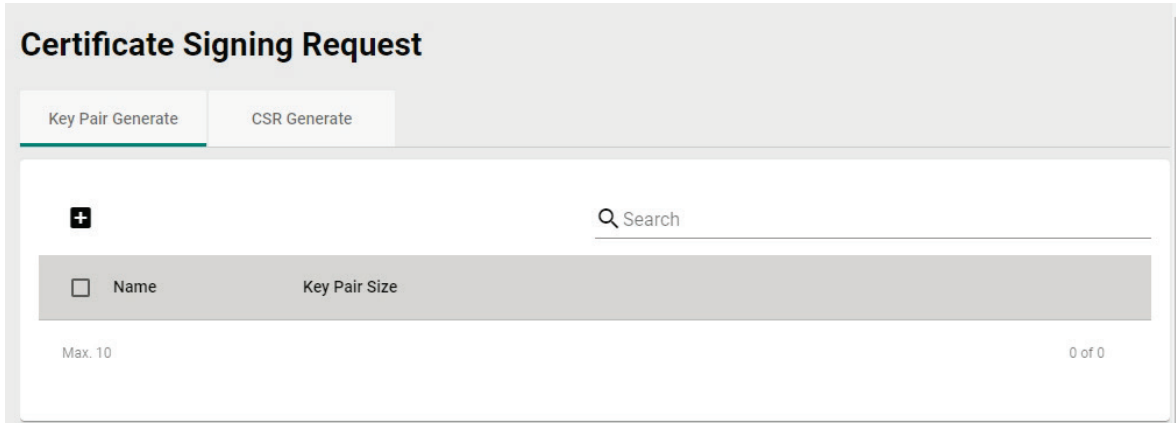 Certificate Signing Request
Key Pair Generate CSR Generate
Search
Name Key Pair Size
Max. 10 0 of 0